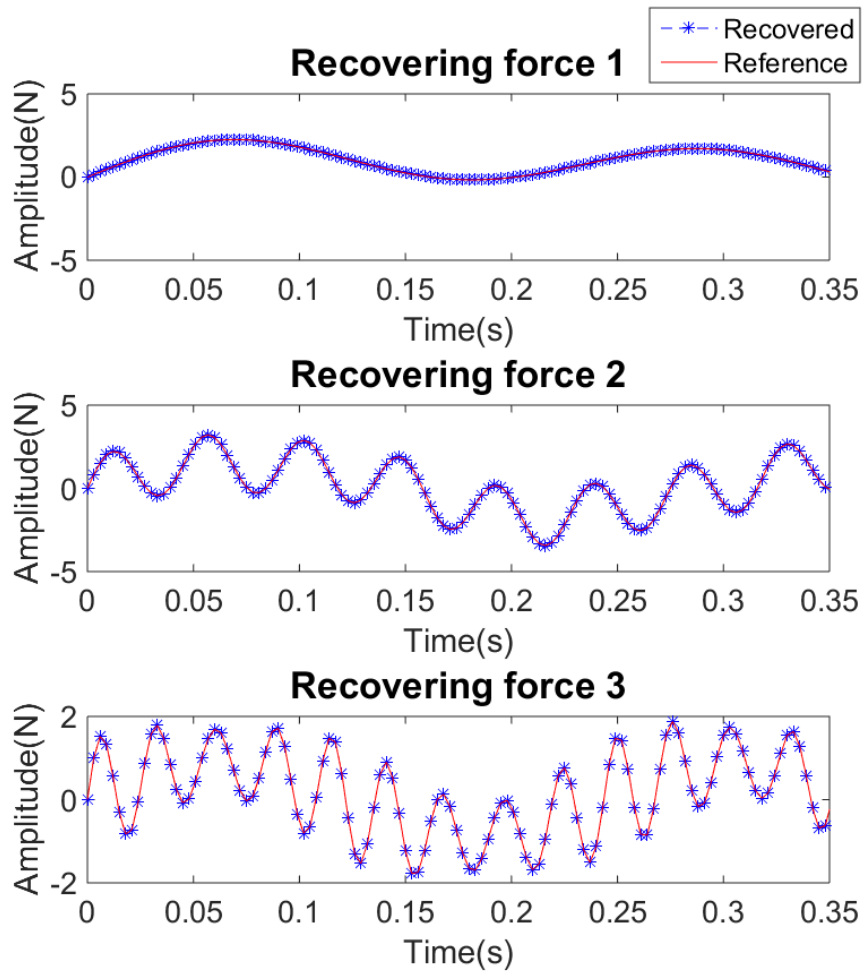 Recovered
Reference
Recovering force 1
Amplitude(N)
5
0
-5
0 0.05 0.1 0.15 0.2 0.25 0.3 0.35
Time(s)
Recovering force 2
Amplitude(N)
5
0
-5
0 0.05 0.1 0.15 0.2 0.25 0.3 0.35
Time(s)
Recovering force 3
Amplitude(N)
2
0
-2
0 0.05 0.1 0.15 0.2 0.25 0.3 0.35
Time(s)